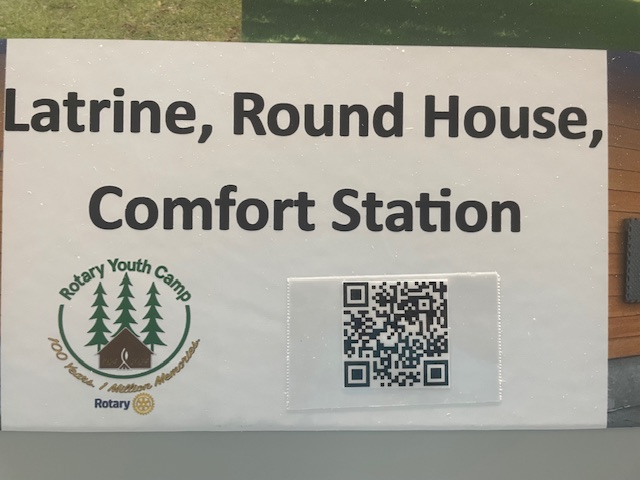 Latrine, Round House,
Comfort Station
Rotary Youth Camp
100 Years 1 Million Memories
Rotary